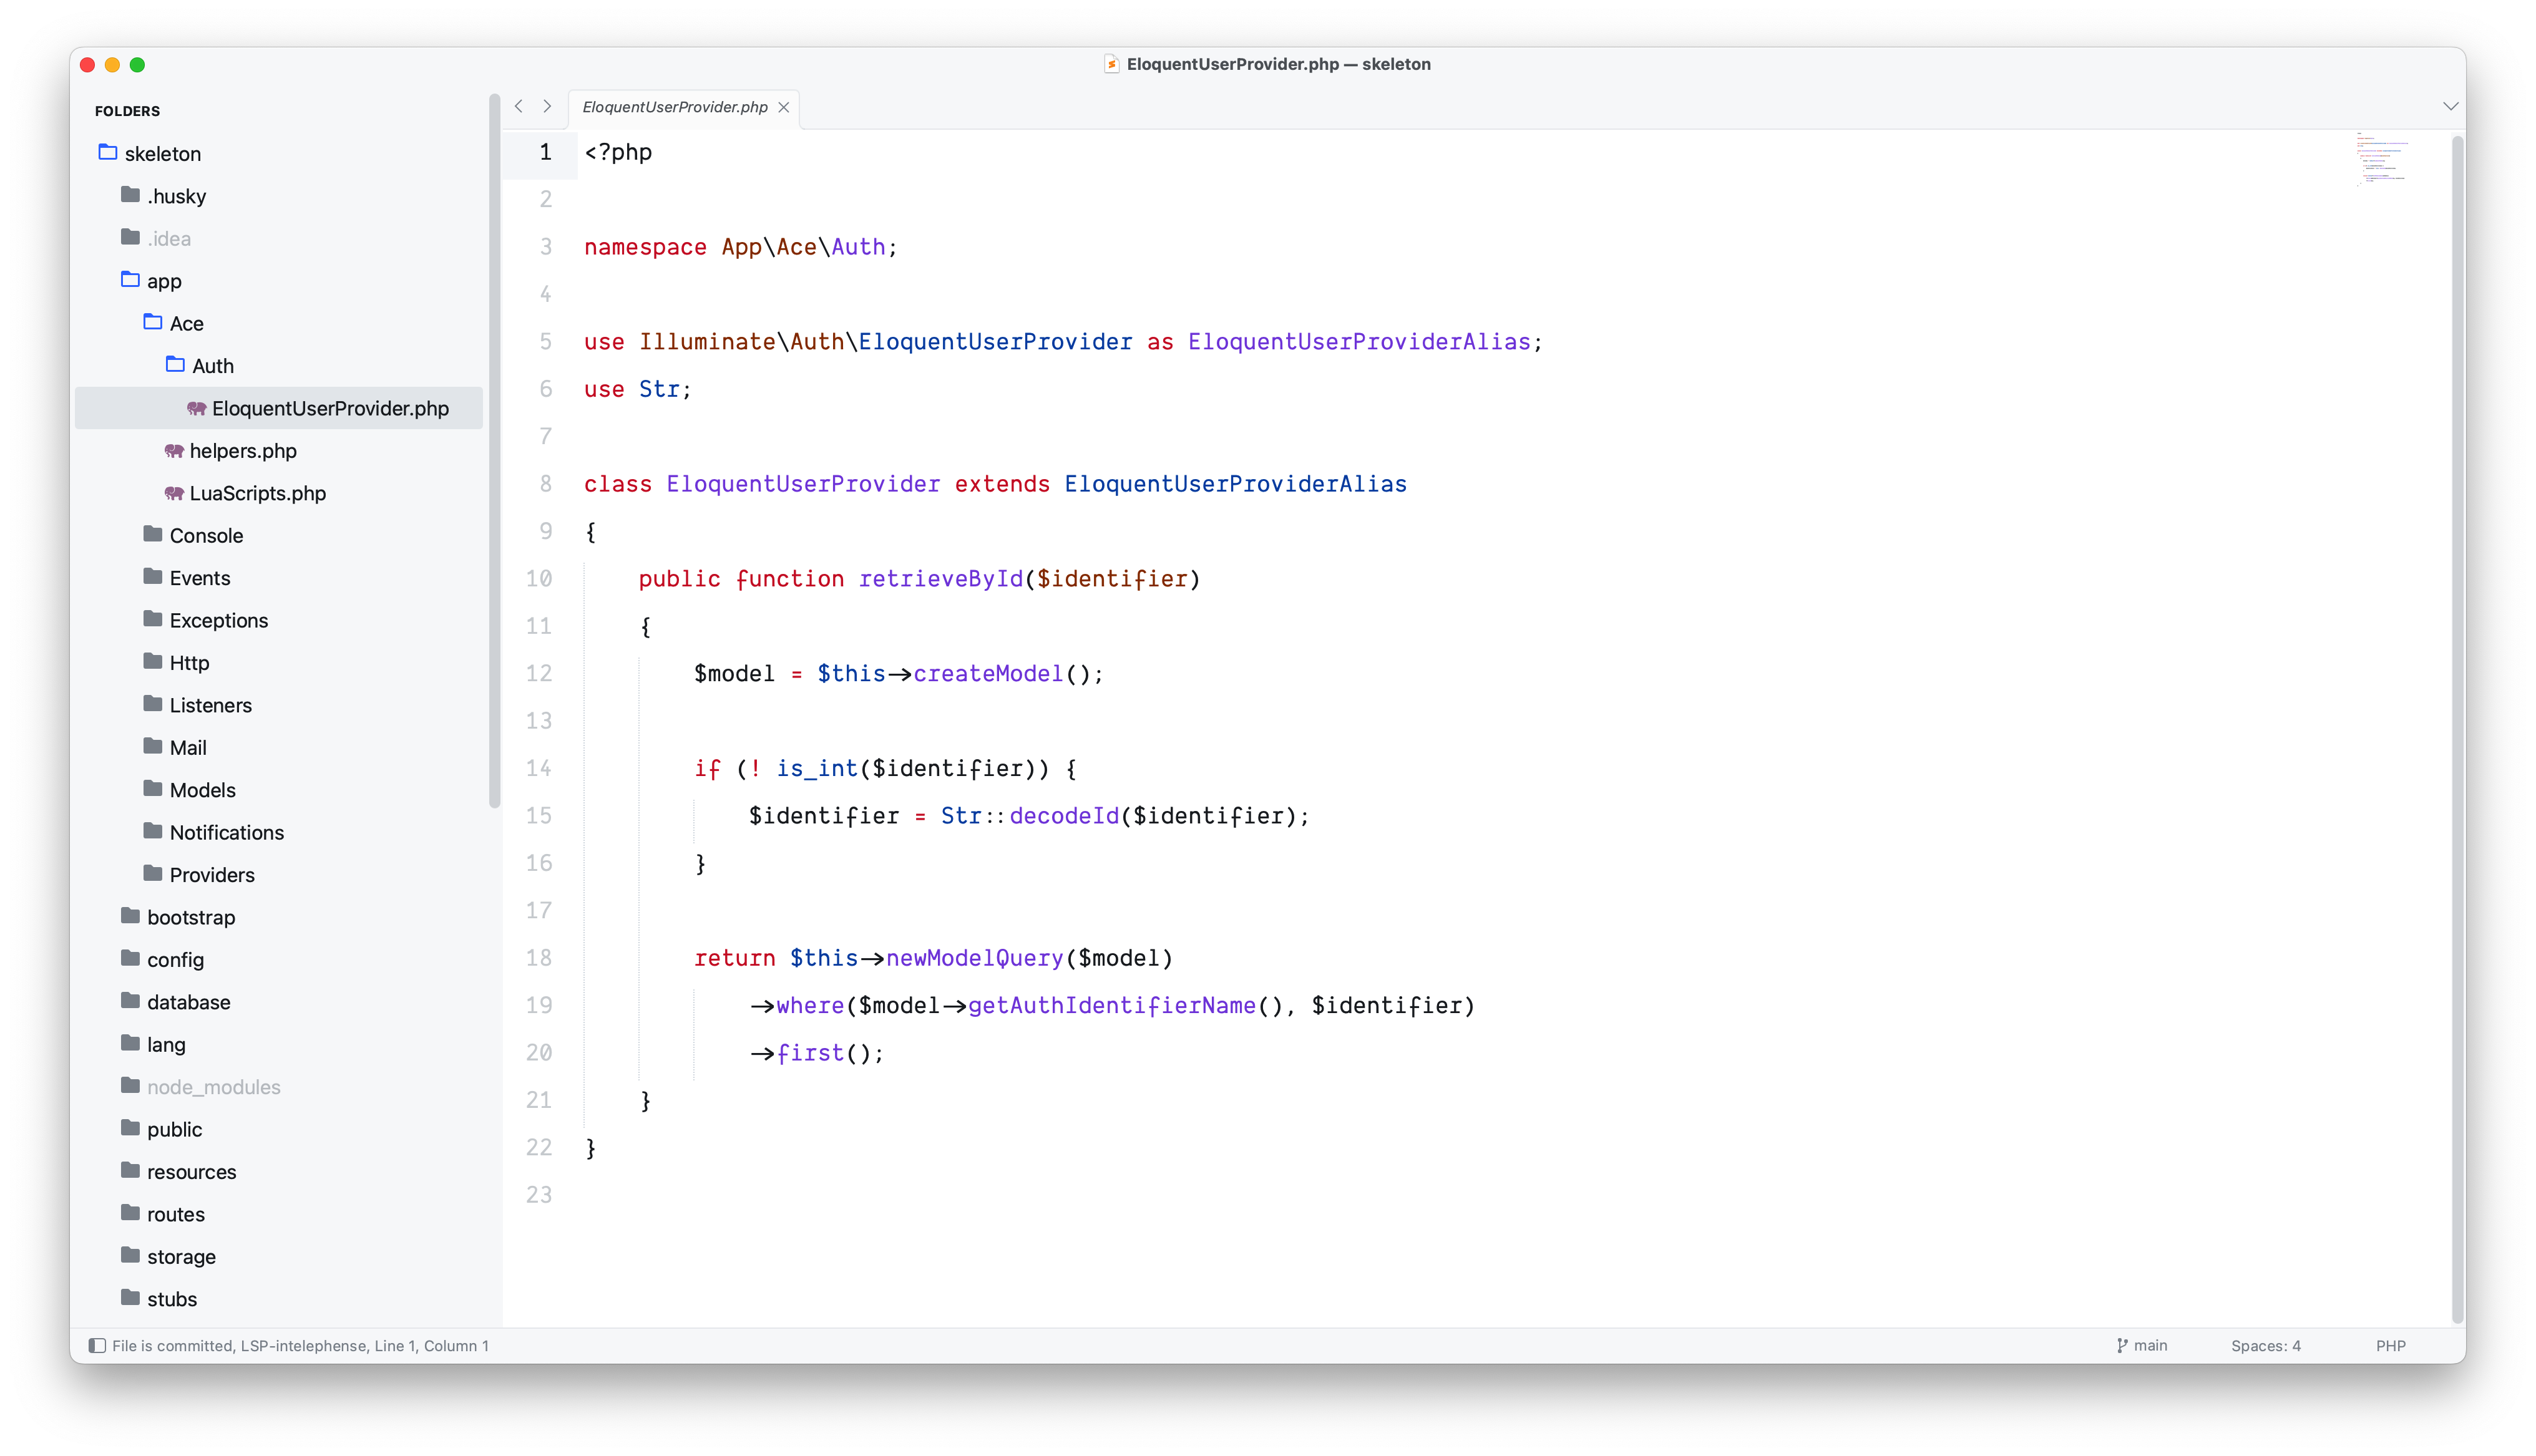 EloquentUserProvider.php — skeleton
FOLDERS
skeleton
.husky
.idea
app
Ace
Auth
EloquentUserProvider.php
helpers.php
LuaScripts.php
Console
Events
Exceptions
Http
Listeners
Mail
Models
Notifications
Providers
bootstrap
config
database
lang
node_modules
public
resources
routes
storage
stubs
EloquentUserProvider.php
1 <?php
2
3 namespace App\Ace\Auth;
4
5 use Illuminate\Auth\EloquentUserProvider as EloquentUserProviderAlias;
6 use Str;
7
8 class EloquentUserProvider extends EloquentUserProviderAlias
9 {
10     public function retrieveById($identifier)
11     {
12         $model = $this->createModel();
13
14         if (! is_int($identifier)) {
15             $identifier = Str::decodeId($identifier);
16         }
17
18         return $this->newModelQuery($model)
19             ->where($model->getAuthIdentifierName(), $identifier)
20             ->first();
21     }
22 }
23
File is committed, LSP-intelephense, Line 1, Column 1
main
Spaces: 4
PHP